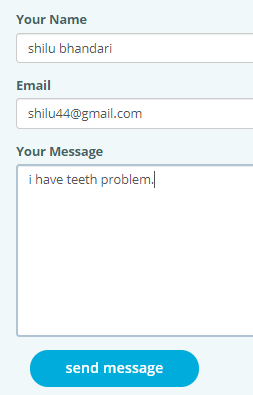 Your Name
shilu bhandari
Email
shilu44@gmail.com
Your Message
i have teeth problem.
send message